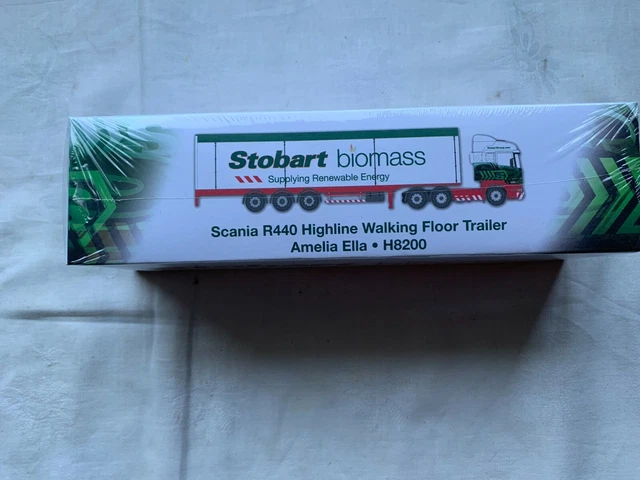 Stobart biomass
Supplying Renewable Energy
Scania R440 Highline Walking Floor Trailer
Amelia Ella • H8200